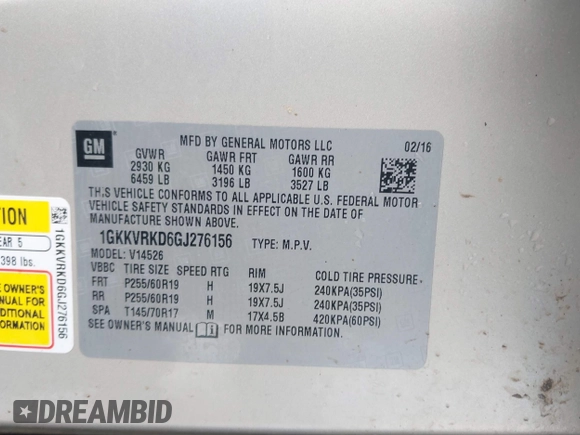 GM
MFD BY GENERAL MOTORS LLC 02/16
GVWR GAWR FRT GAWR RR
2930 KG 1450 KG 1600 KG
6459 LB 3196 LB 3527 LB
THIS VEHICLE CONFORMS TO ALL APPLICABLE U.S. FEDERAL MOTOR
VEHICLE SAFETY STANDARDS IN EFFECT ON THE DATE OF
MANUFACTURE SHOWN ABOVE.
1GKKVRKD6GJ276156 TYPE: M.P.V.
MODEL: V14526
VBBC TIRE SIZE SPEED RTG RIM COLD TIRE PRESSURE
FRT P255/60R19 H 19X7.5J 240KPA(35PSI)
RR P255/60R19 H 19X7.5J 240KPA(35PSI)
SPA T145/70R17 M 17X4.5B 420KPA(60PSI)
SEE OWNER'S MANUAL FOR MORE INFORMATION
TION
EAR 5
398 lbs.
E OWNER'S
MANUAL FOR
DDITIONAL
FORMATION
1GKKVRKD6GJ276156
DREAMBID